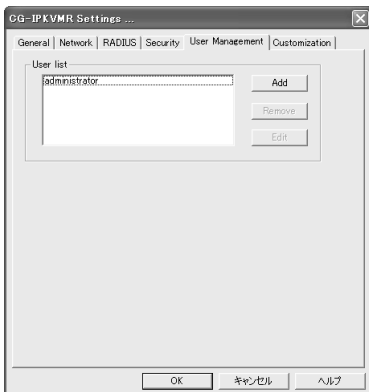 CG-IPKVMR Settings ...
General Network RADIUS Security User Management Customization
User list
administrator
Add
Remove
Edit
OK キャンセル ヘルプ